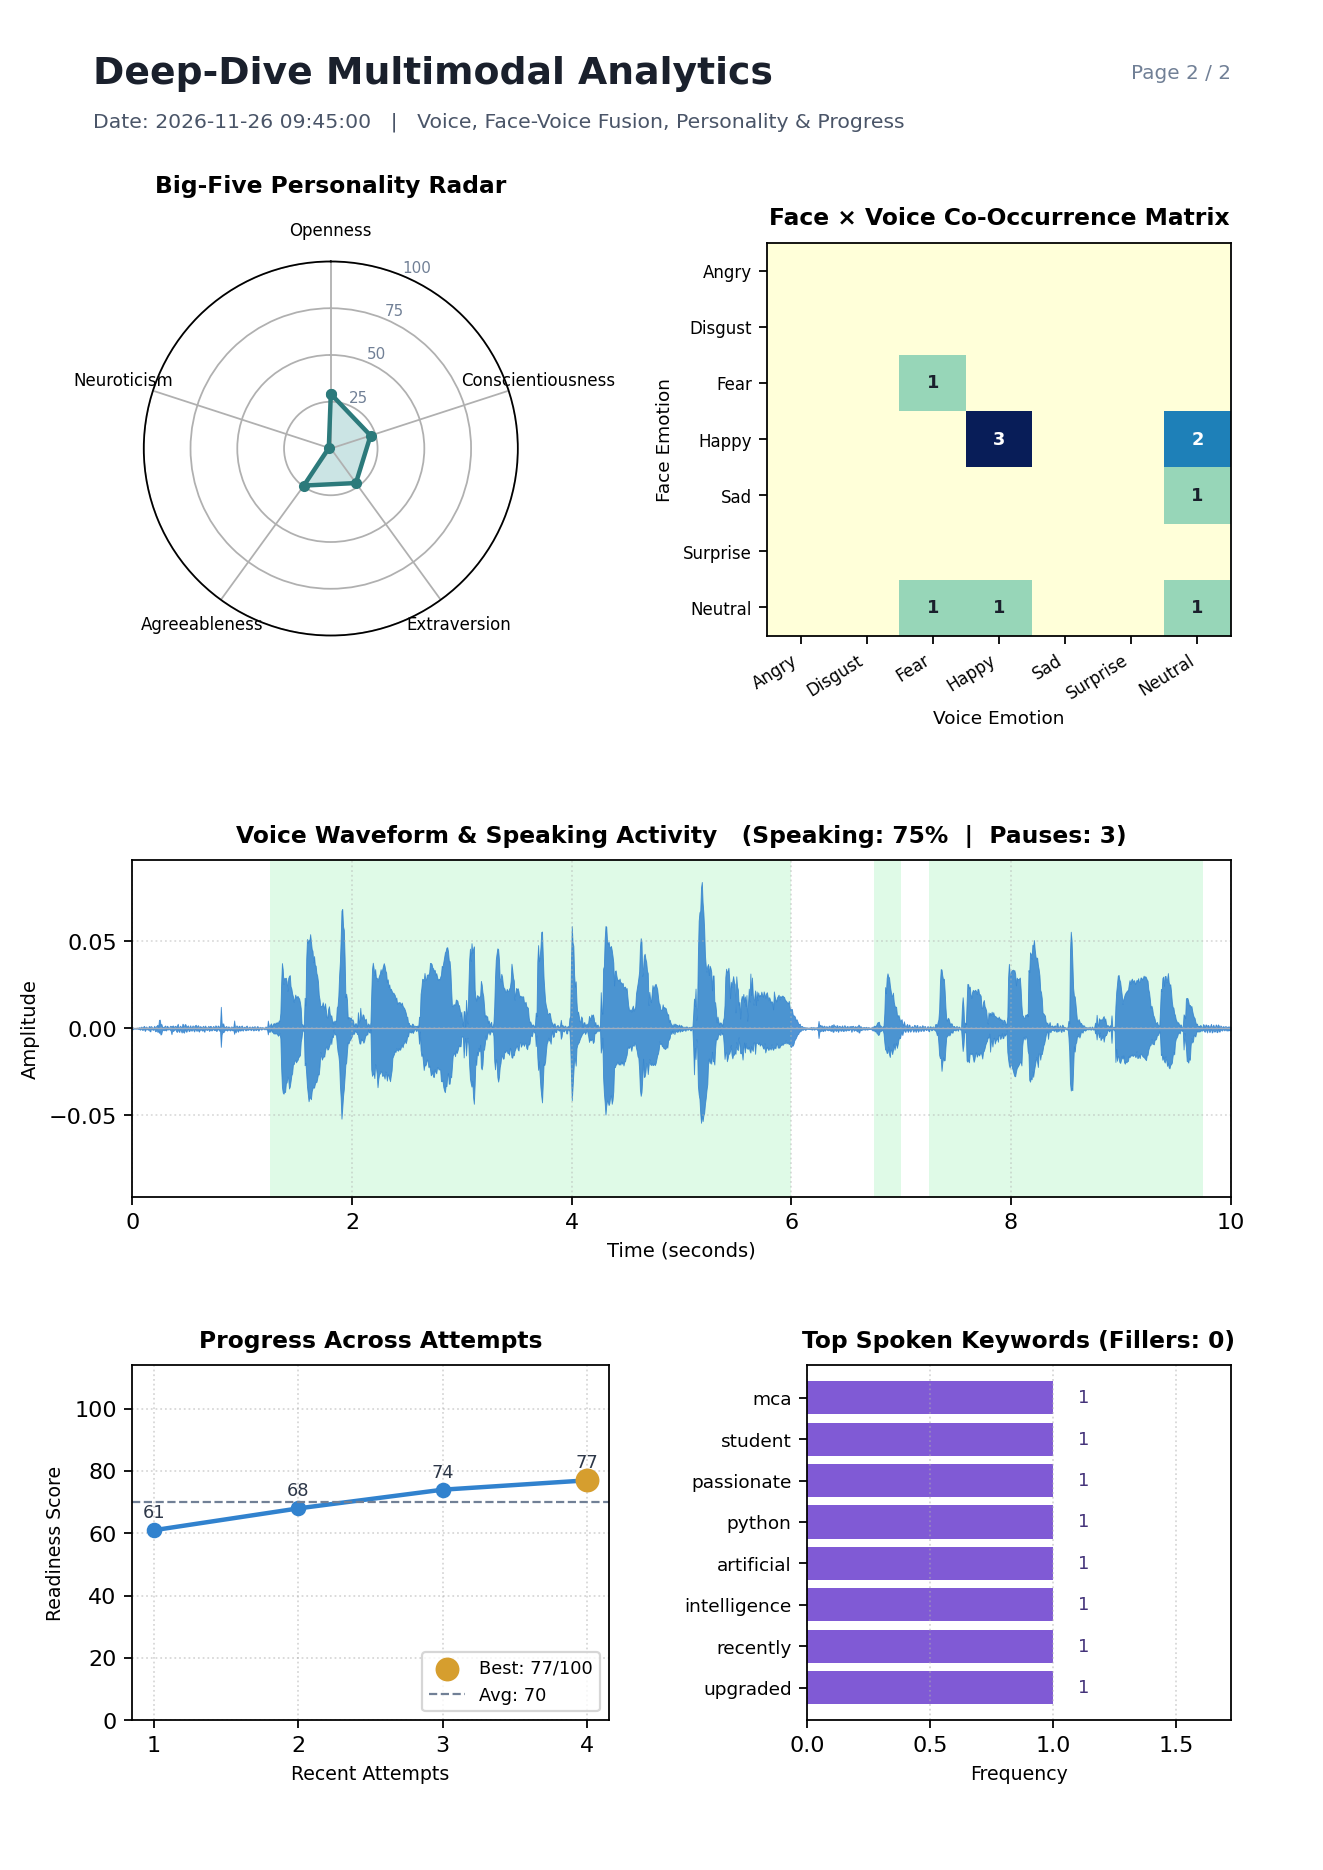 Deep-Dive Multimodal Analytics
Page 2 / 2
Date: 2026-11-26 09:45:00 | Voice, Face-Voice Fusion, Personality & Progress
Big-Five Personality Radar
Openness
100
75
50
25
Neuroticism
Conscientiousness
Agreeableness
Extraversion
Face × Voice Co-Occurrence Matrix
Face Emotion
Angry
Disgust
Fear 1
Happy 3 2
Sad 1
Surprise
Neutral 1 1 1
Angry Disgust Fear Happy Sad Surprise Neutral
Voice Emotion
Voice Waveform & Speaking Activity (Speaking: 75% | Pauses: 3)
Amplitude
0.05
0.00
−0.05
0 2 4 6 8 10
Time (seconds)
Progress Across Attempts
Readiness Score
100
80
60
40
20
0
61
68
74
77
Best: 77/100
Avg: 70
1 2 3 4
Recent Attempts
Top Spoken Keywords (Fillers: 0)
mca 1
student 1
passionate 1
python 1
artificial 1
intelligence 1
recently 1
upgraded 1
0.0 0.5 1.0 1.5
Frequency